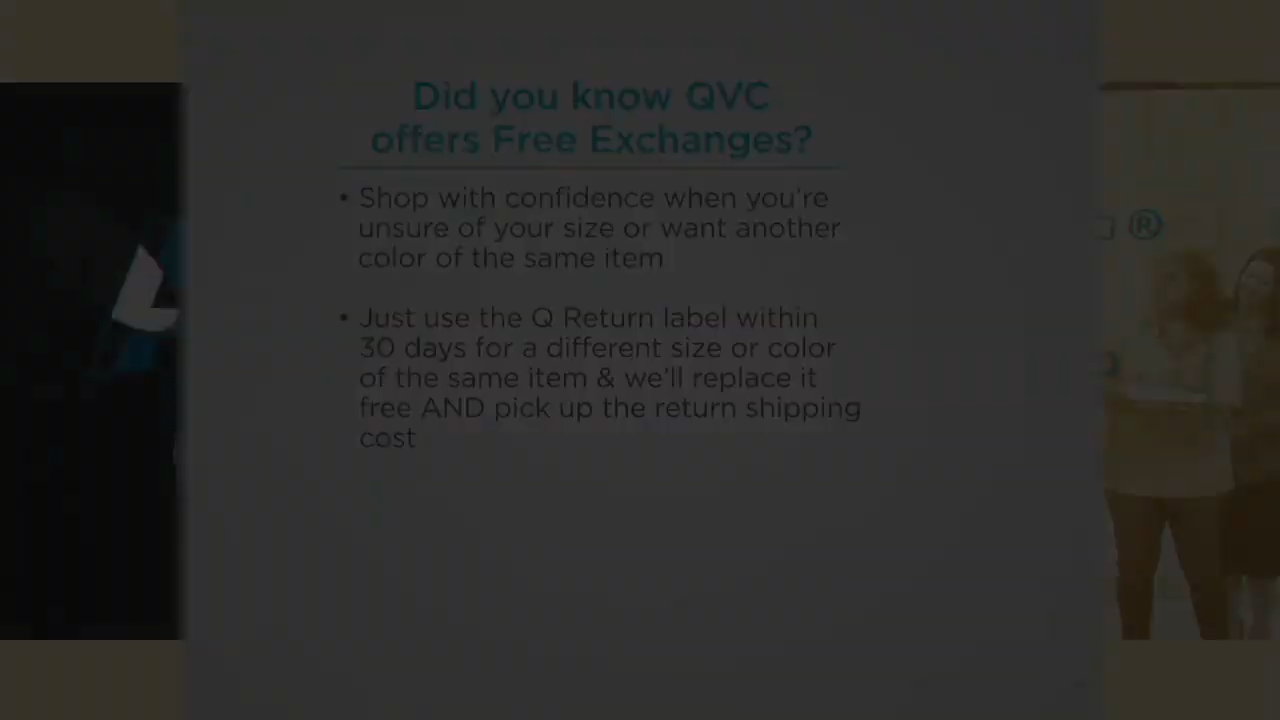 Did you know QVC
offers Free Exchanges?
• Shop with confidence when you're
unsure of your size or want another
color of the same item
• Just use the Q Return label within
30 days for a different size or color
of the same item & we'll replace it
free AND pick up the return shipping
cost
®